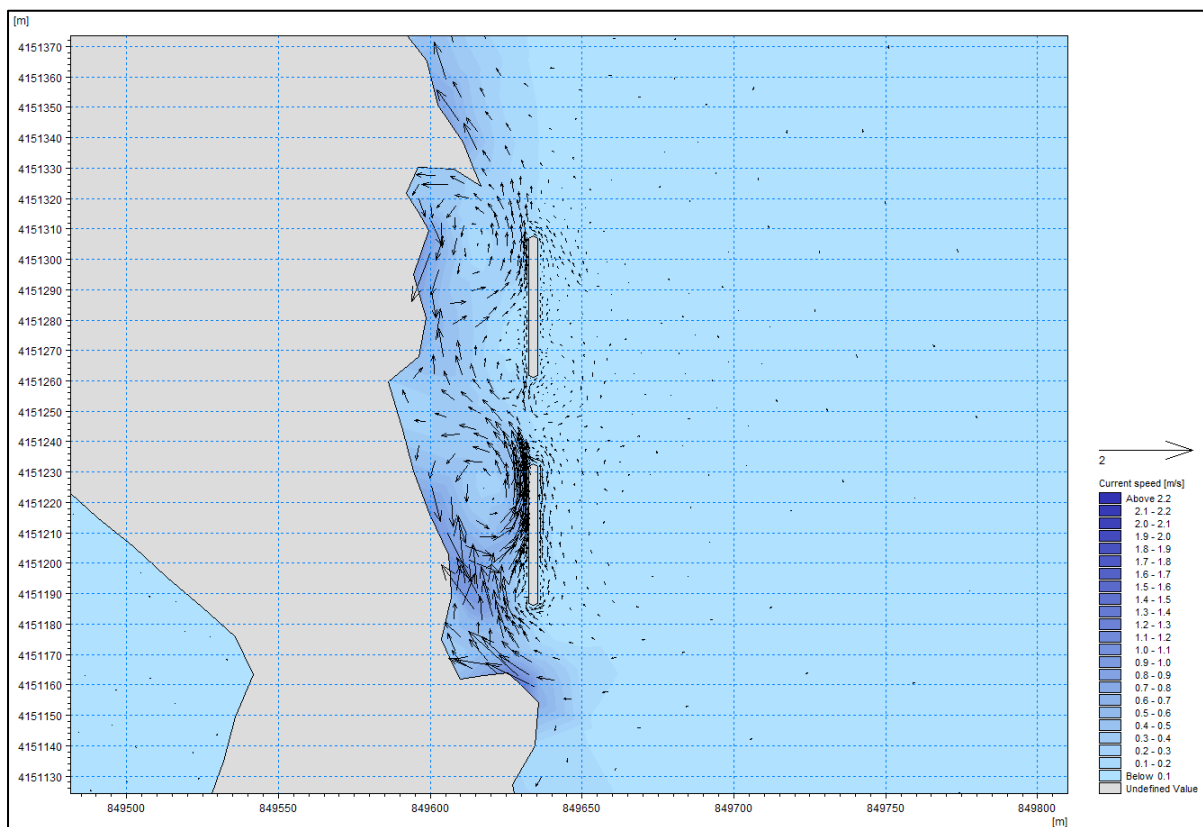 [m]
4151370
4151360
4151350
4151340
4151330
4151320
4151310
4151300
4151290
4151280
4151270
4151260
4151250
4151240
4151230
4151220
4151210
4151200
4151190
4151180
4151170
4151160
4151150
4151140
4151130
849500 849550 849600 849650 849700 849750 849800
[m]
2
Current speed [m/s]
Above 2.2
2.1 - 2.2
2.0 - 2.1
1.9 - 2.0
1.8 - 1.9
1.7 - 1.8
1.6 - 1.7
1.5 - 1.6
1.4 - 1.5
1.3 - 1.4
1.2 - 1.3
1.1 - 1.2
1.0 - 1.1
0.9 - 1.0
0.8 - 0.9
0.7 - 0.8
0.6 - 0.7
0.5 - 0.6
0.4 - 0.5
0.3 - 0.4
0.2 - 0.3
0.1 - 0.2
Below 0.1
Undefined Value